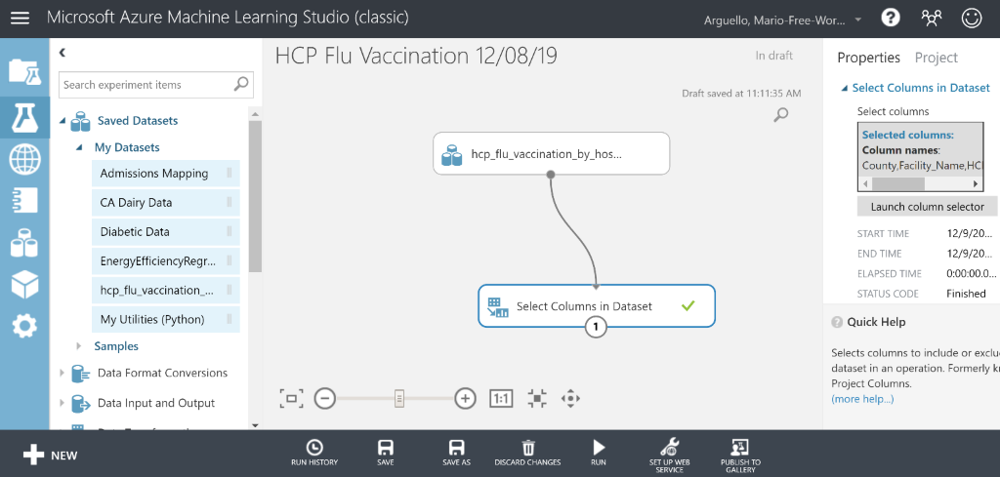 Microsoft Azure Machine Learning Studio (classic)
Arguello, Mario-Free-Wor...
?
Search experiment items
Saved Datasets
My Datasets
Admissions Mapping
CA Dairy Data
Diabetic Data
EnergyEfficiencyRegr...
hcp_flu_vaccination_...
My Utilities (Python)
Samples
Data Format Conversions
Data Input and Output
HCP Flu Vaccination 12/08/19
In draft
Draft saved at 11:11:35 AM
hcp_flu_vaccination_by_hos...
Select Columns in Dataset
1
1:1
Properties Project
Select Columns in Dataset
Select columns
Selected columns:
Column names:
County,Facility_Name,HCI
Launch column selector
START TIME 12/9/20...
END TIME 12/9/20...
ELAPSED TIME 0:00:00.0...
STATUS CODE Finished
? Quick Help
Selects columns to include or exclu
dataset in an operation. Formerly k
Project Columns.
(more help...)
NEW
RUN HISTORY
SAVE
SAVE AS
DISCARD CHANGES
RUN
SET UP WEB
SERVICE
PUBLISH TO
GALLERY